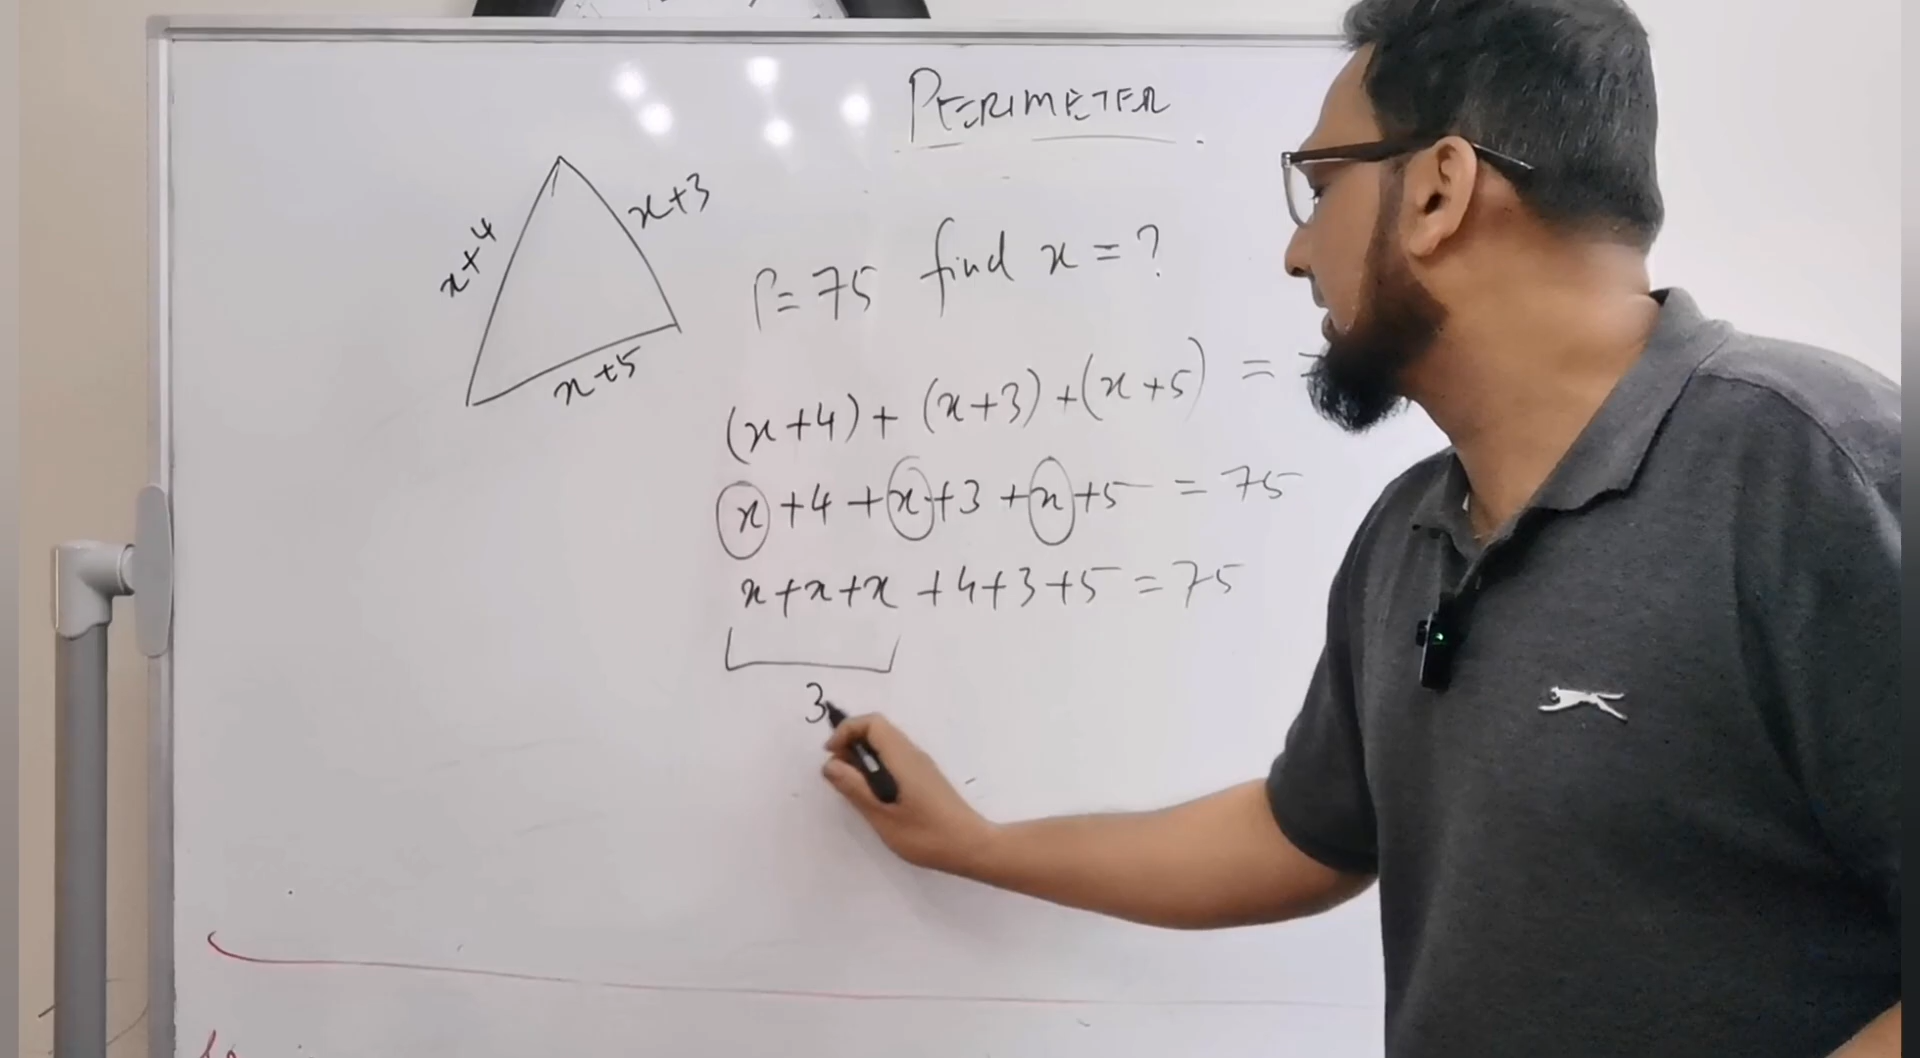 PERIMETER
x+4
x+3
x+5
P=75 find x=?
(x+4)+(x+3)+(x+5) =
x+4+x+3+x+5 = 75
x+x+x+4+3+5=75
3